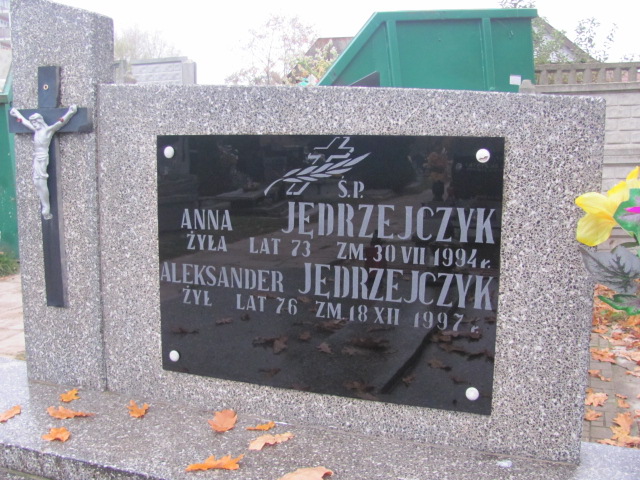 Ś.P.
ANNA JĘDRZEJCZYK
ŻYŁA LAT 73 ZM. 30 VII 1994 r.
ALEKSANDER JĘDRZEJCZYK
ŻYŁ LAT 76 ZM. 18 XII 1997 r.